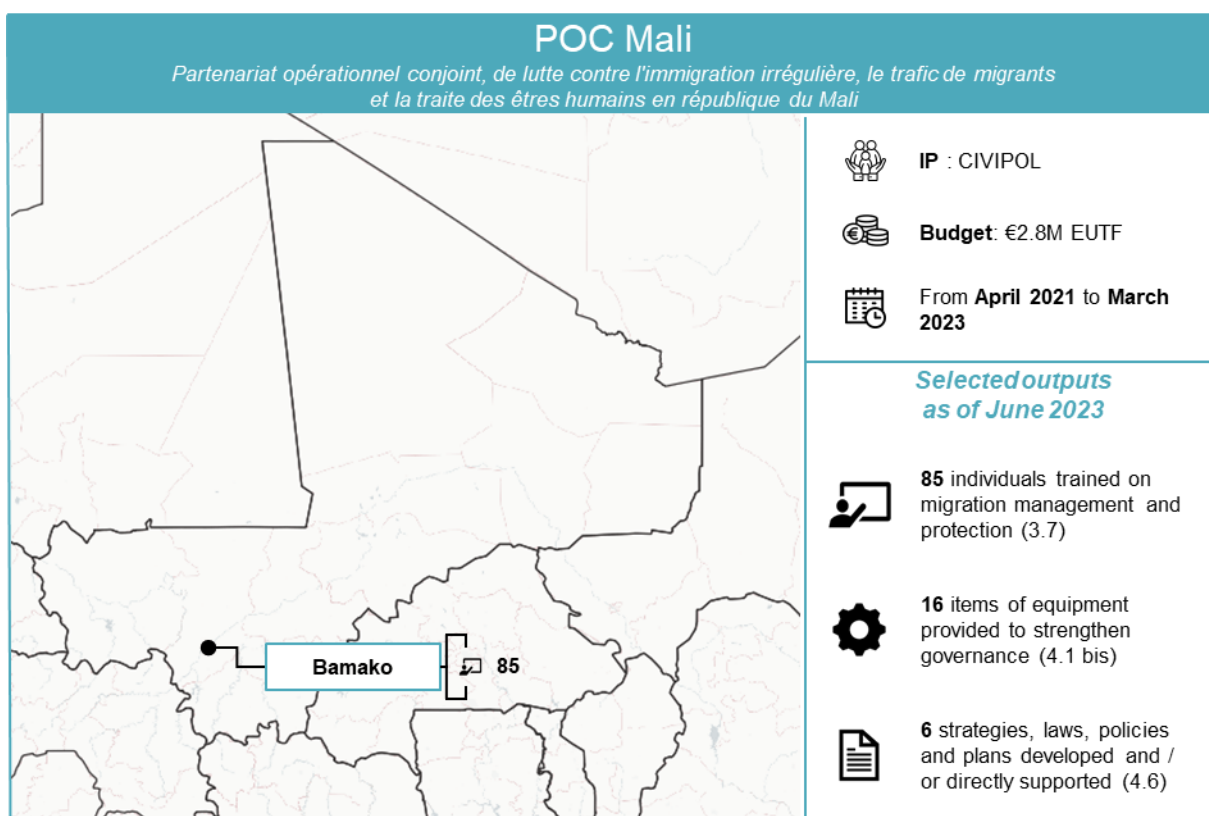 POC Mali
Partenariat opérationnel conjoint, de lutte contre l'immigration irrégulière, le trafic de migrants
et la traite des êtres humains en république du Mali
IP : CIVIPOL
Budget: €2.8M EUTF
From April 2021 to March
2023
Selected outputs
as of June 2023
85 individuals trained on
migration management and
protection (3.7)
16 items of equipment
provided to strengthen
governance (4.1 bis)
6 strategies, laws, policies
and plans developed and /
or directly supported (4.6)
Bamako
85